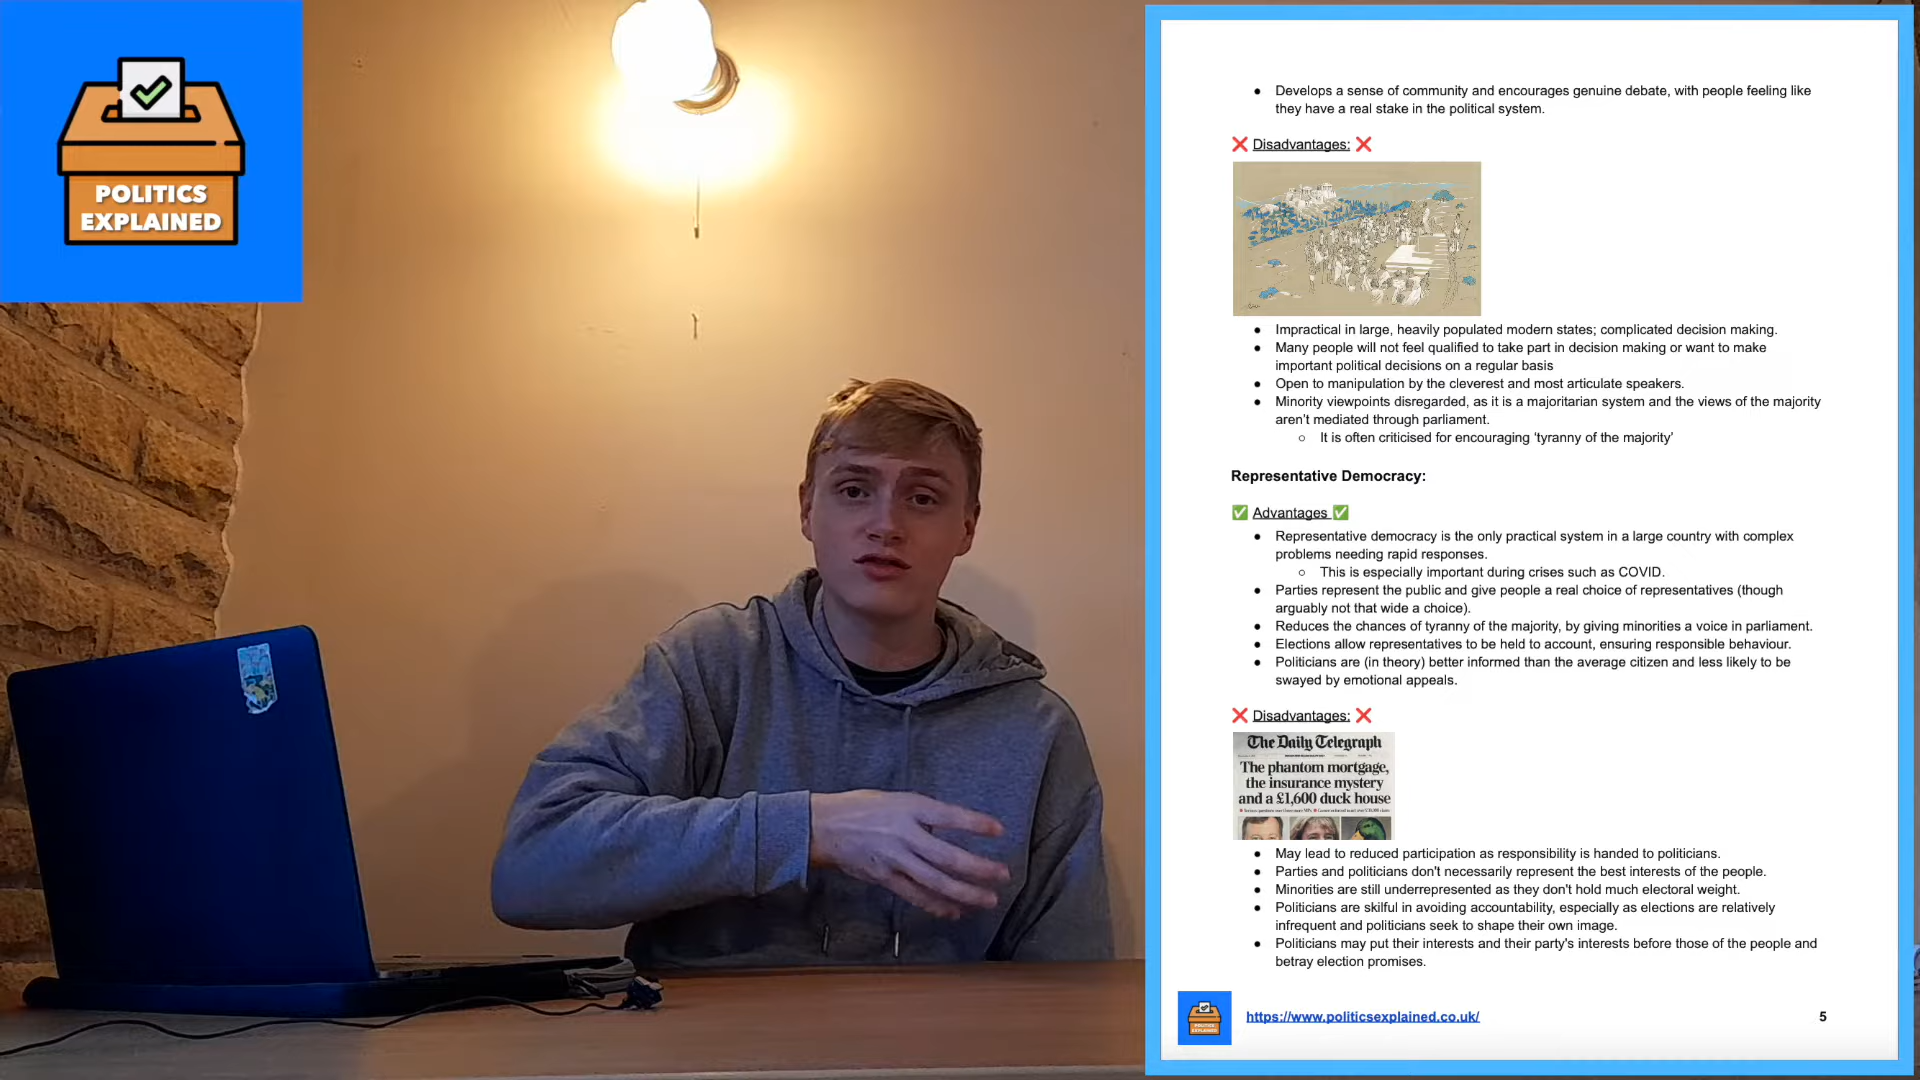 POLITICS
EXPLAINED
● Develops a sense of community and encourages genuine debate, with people feeling like
they have a real stake in the political system.
❌ Disadvantages: ❌
● Impractical in large, heavily populated modern states; complicated decision making.
● Many people will not feel qualified to take part in decision making or want to make
important political decisions on a regular basis
● Open to manipulation by the cleverest and most articulate speakers.
● Minority viewpoints disregarded, as it is a majoritarian system and the views of the majority
aren’t mediated through parliament.
○ It is often criticised for encouraging ‘tyranny of the majority’
Representative Democracy:
✅ Advantages ✅
● Representative democracy is the only practical system in a large country with complex
problems needing rapid responses.
○ This is especially important during crises such as COVID.
● Parties represent the public and give people a real choice of representatives (though
arguably not that wide a choice).
● Reduces the chances of tyranny of the majority, by giving minorities a voice in parliament.
● Elections allow representatives to be held to account, ensuring responsible behaviour.
● Politicians are (in theory) better informed than the average citizen and less likely to be
swayed by emotional appeals.
❌ Disadvantages: ❌
The Daily Telegraph
The phantom mortgage,
the insurance mystery
and a £1,600 duck house
● May lead to reduced participation as responsibility is handed to politicians.
● Parties and politicians don't necessarily represent the best interests of the people.
● Minorities are still underrepresented as they don't hold much electoral weight.
● Politicians are skilful in avoiding accountability, especially as elections are relatively
infrequent and politicians seek to shape their own image.
● Politicians may put their interests and their party's interests before those of the people and
betray election promises.
POLITICS
EXPLAINED
https://www.politicsexplained.co.uk/
5